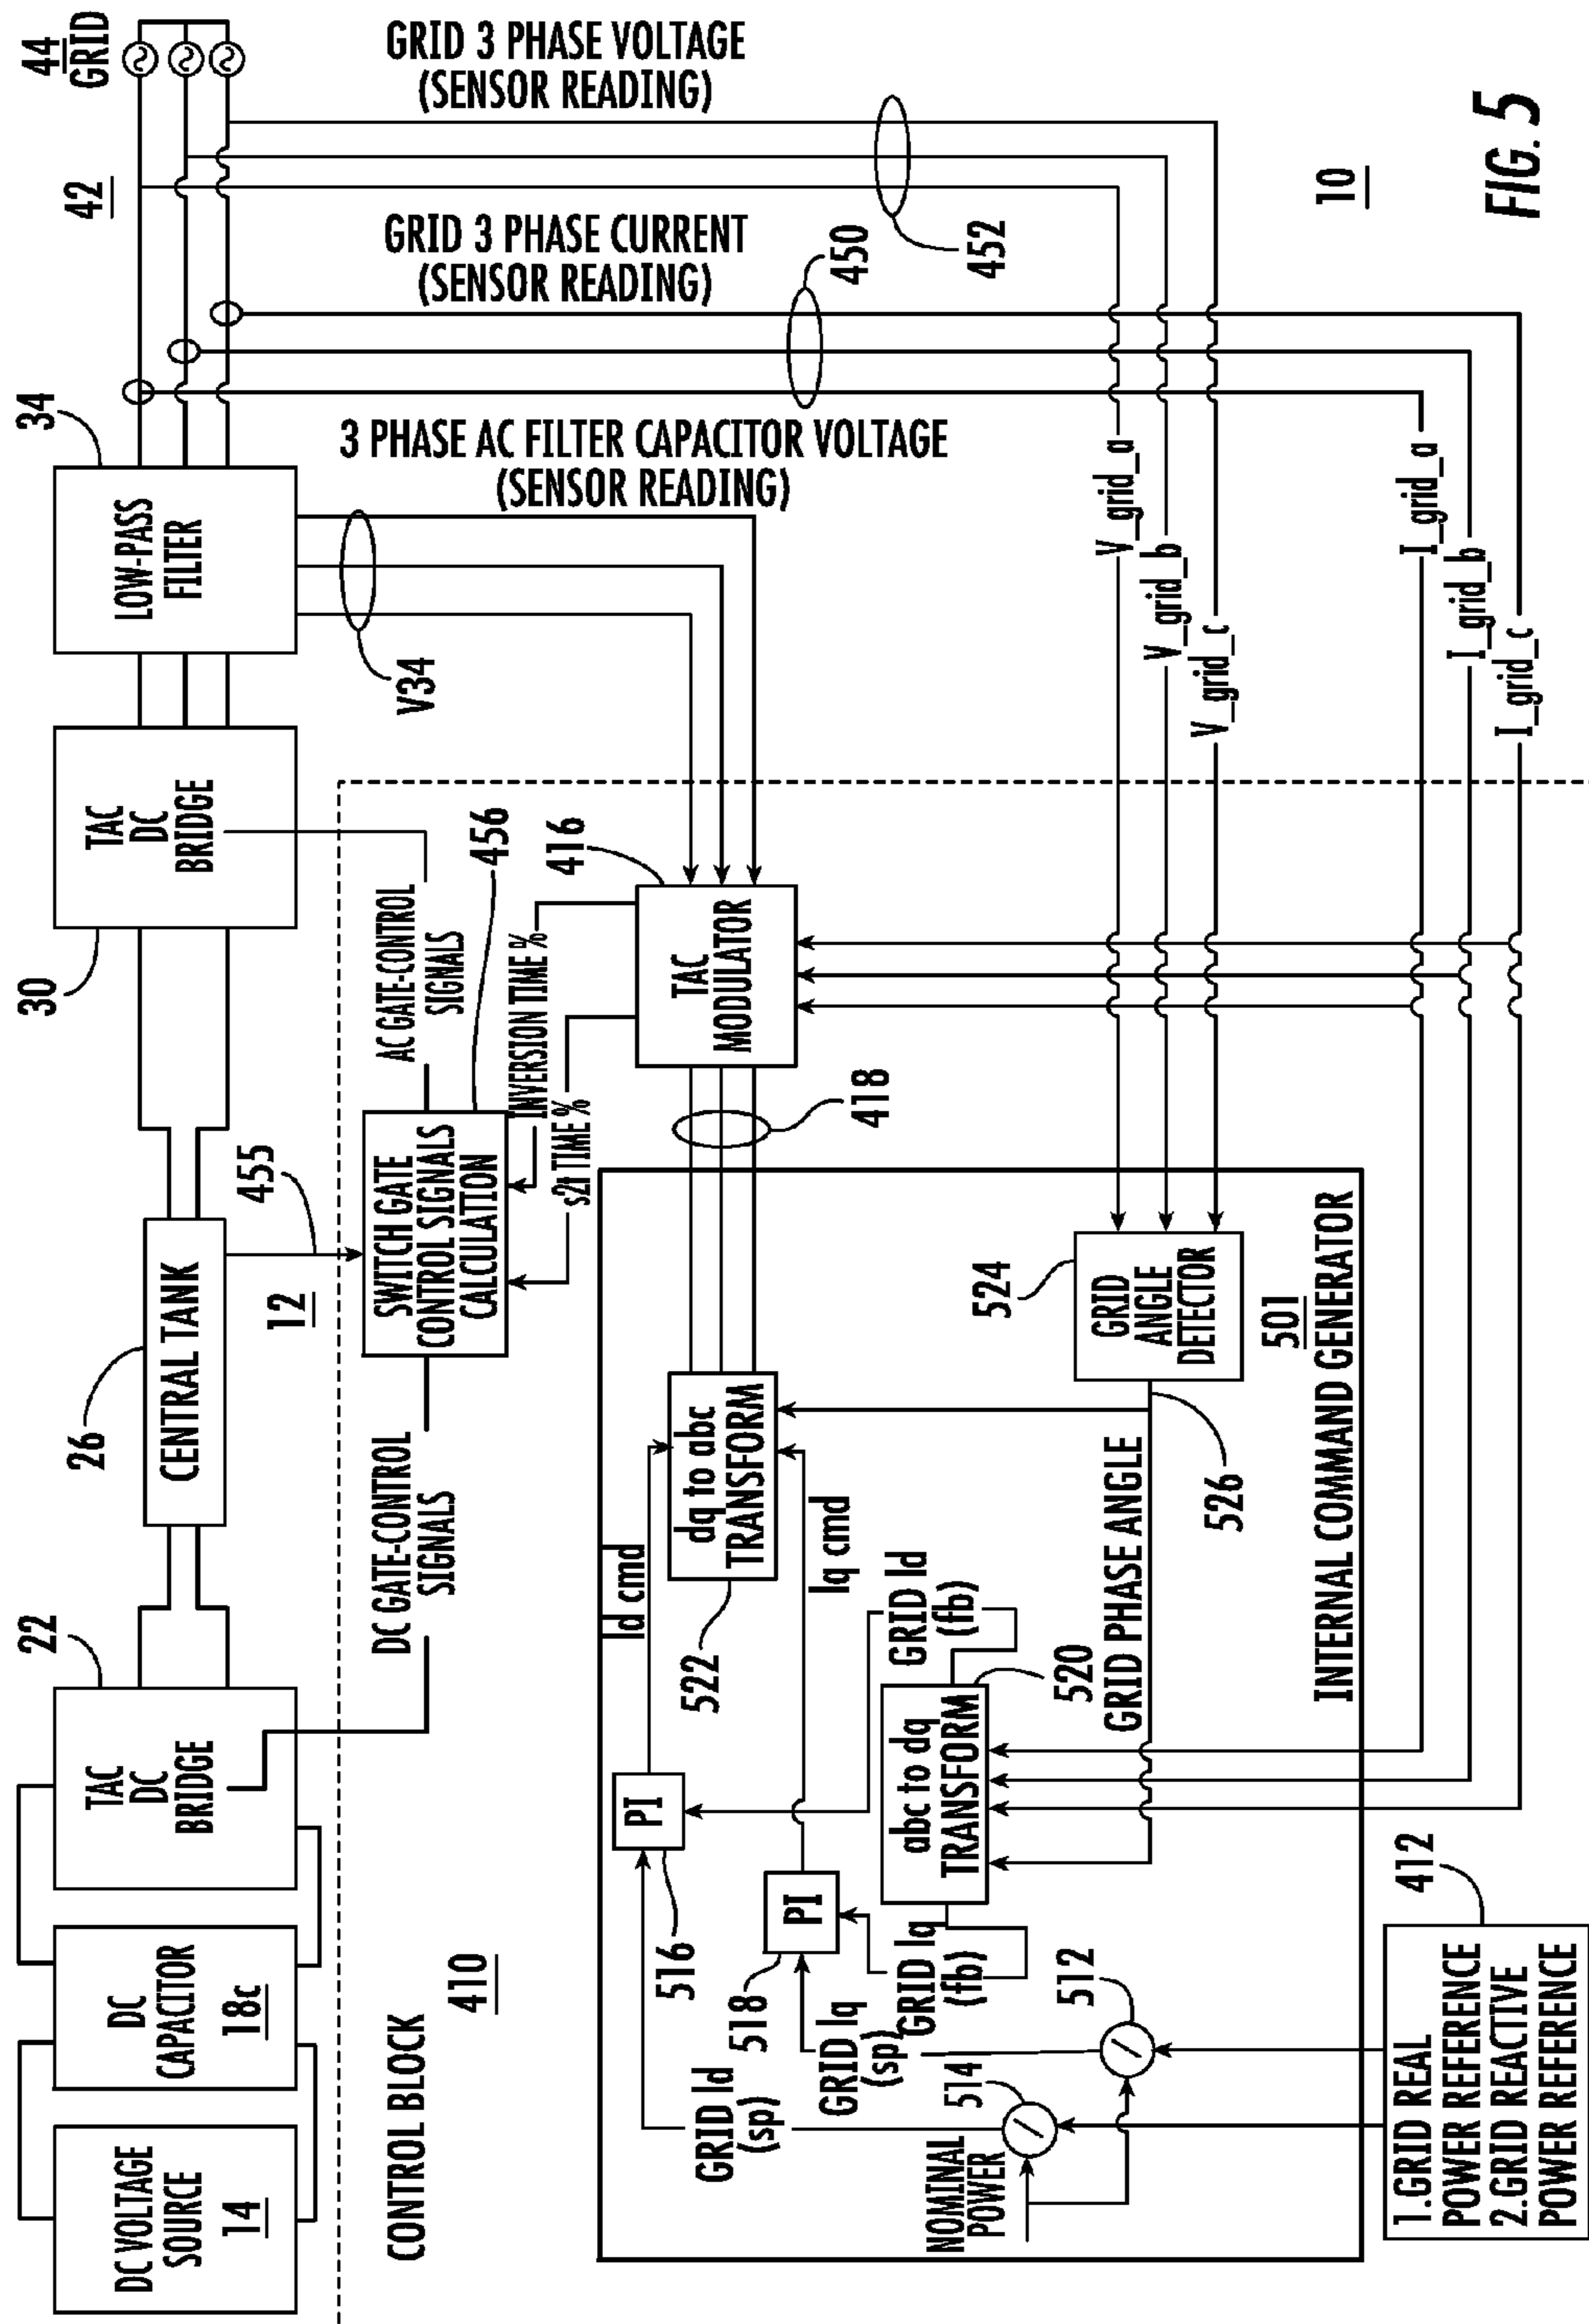 44
GRID
42
GRID 3 PHASE VOLTAGE
(SENSOR READING)
452
GRID 3 PHASE CURRENT
(SENSOR READING)
450
10
FIG. 5
34
LOW-PASS
FILTER
3 PHASE AC FILTER CAPACITOR VOLTAGE
(SENSOR READING)
V34
V_grid_a
V_grid_b
V_grid_c
I_grid_a
I_grid_b
I_grid_c
30
TAC
DC
BRIDGE
26
CENTRAL TANK
12
455
22
TAC
DC
BRIDGE
DC
CAPACITOR
18c
DC VOLTAGE
SOURCE
14
CONTROL BLOCK
410
DC GATE-CONTROL
SIGNALS
SWITCH GATE
CONTROL SIGNALS
CALCULATION
456
AC GATE-CONTROL
SIGNALS
INVERSION TIME %
s2t TIME %
416
TAC
MODULATOR
418
Id cmd
Iq cmd
dq to abc
TRANSFORM
522
PI
516
PI
518
GRID Id
(fb)
GRID Iq
(fb)
abc to dq
TRANSFORM
520
GRID PHASE ANGLE
526
524
GRID
ANGLE
DETECTOR
501
INTERNAL COMMAND GENERATOR
GRID Id
(sp)
GRID Iq
(sp)
514
512
NOMINAL
POWER
412
1.GRID REAL
POWER REFERENCE
2.GRID REACTIVE
POWER REFERENCE